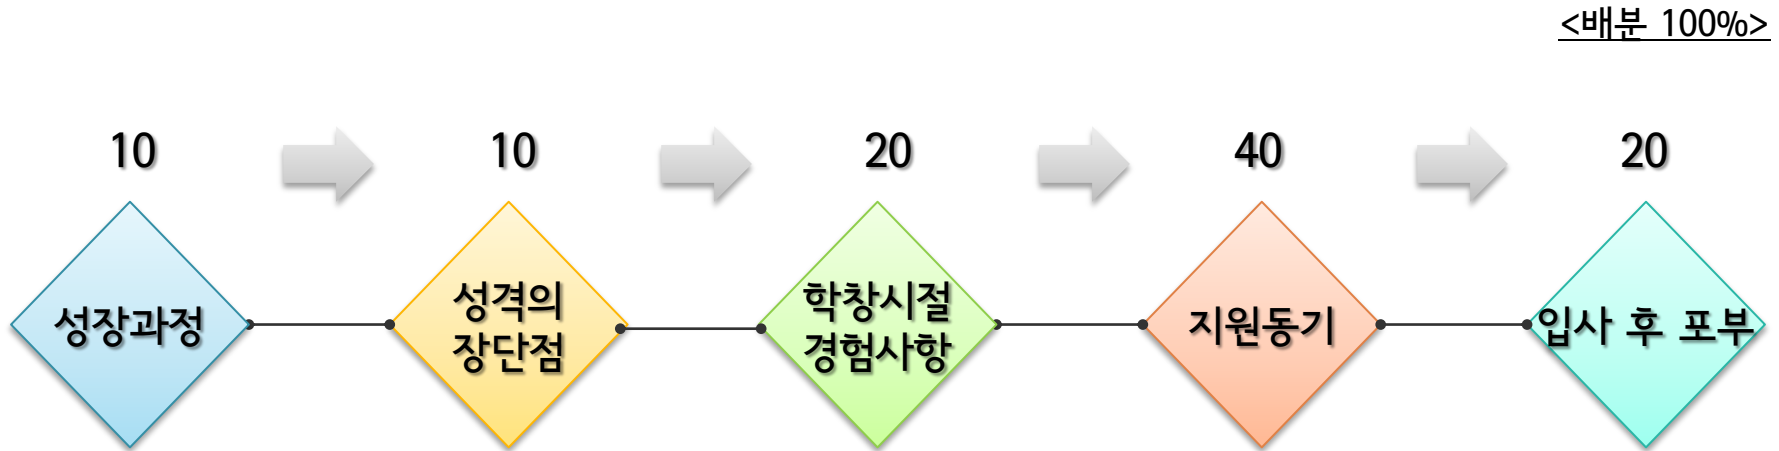 <배분 100%>
10
10
20
40
20
성장과정
성격의
장단점
학창시절
경험사항
지원동기
입사 후 포부